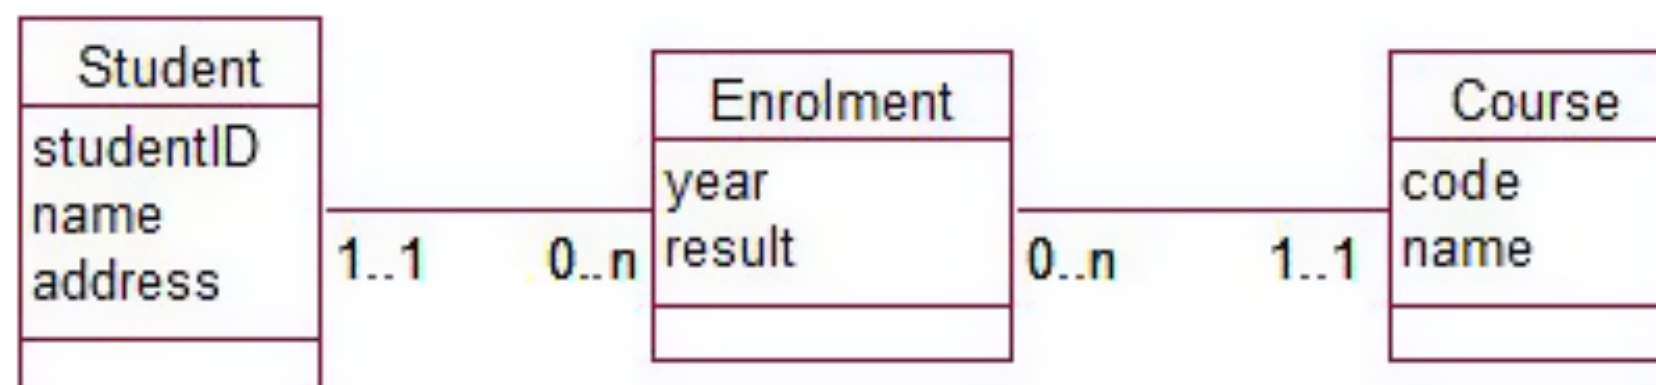 Student
studentID
name
address
1..1
0..n
Enrolment
year
result
0..n
1..1
Course
code
name